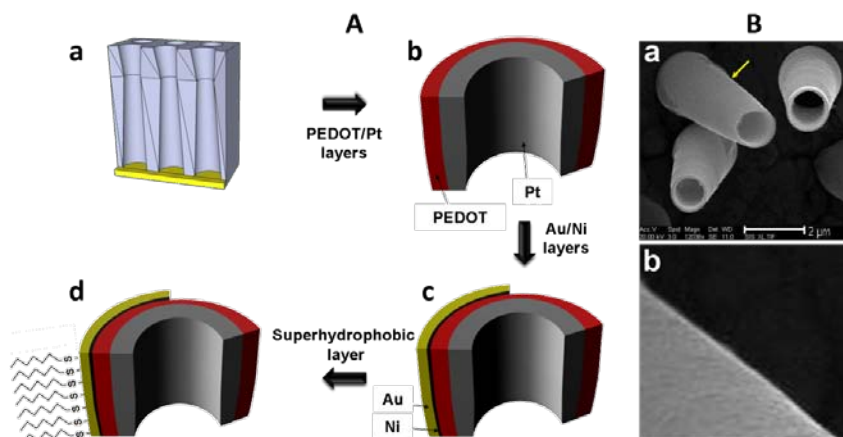 A
B
a
b
a
PEDOT/Pt
layers
Pt
PEDOT
Au/Ni
layers
2 µm
b
d
c
Superhydrophobic
layer
Au
Ni
S
S
S
S
S
S
S